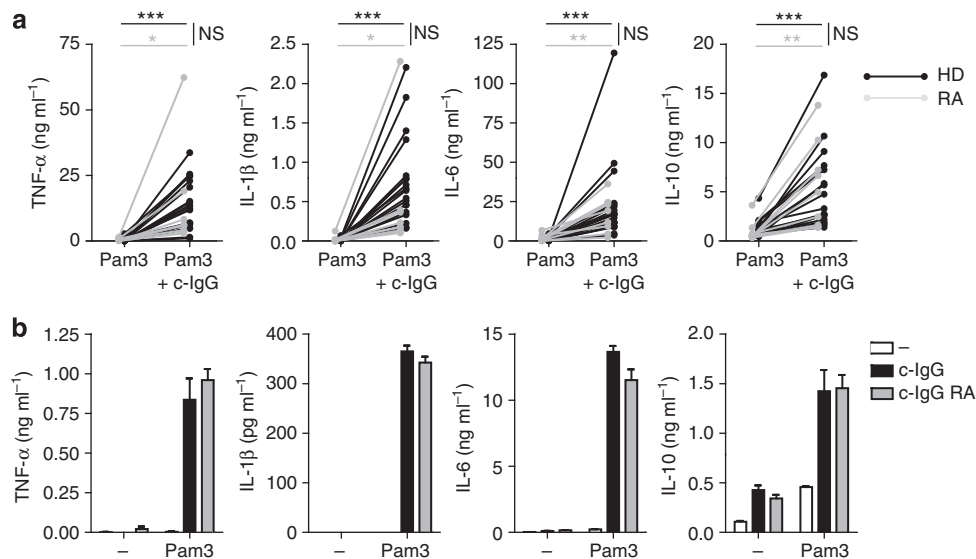 a
*** * NS
TNF-α (ng ml⁻¹)
75
50
25
0
Pam3 Pam3
+ c-IgG
*** * NS
IL-1β (ng ml⁻¹)
2.5
2.0
1.5
1.0
0.5
0.0
Pam3 Pam3
+ c-IgG
*** ** NS
IL-6 (ng ml⁻¹)
125
100
75
50
25
0
Pam3 Pam3
+ c-IgG
*** ** NS
IL-10 (ng ml⁻¹)
20
15
10
5
0
Pam3 Pam3
+ c-IgG
HD
RA
b
TNF-α (ng ml⁻¹)
1.25
1.00
0.75
0.50
0.25
0.00
– Pam3
IL-1β (pg ml⁻¹)
400
300
200
100
0
– Pam3
IL-6 (ng ml⁻¹)
15
10
5
0
– Pam3
IL-10 (ng ml⁻¹)
2.0
1.5
1.0
0.5
0.0
– Pam3
–
c-IgG
c-IgG RA